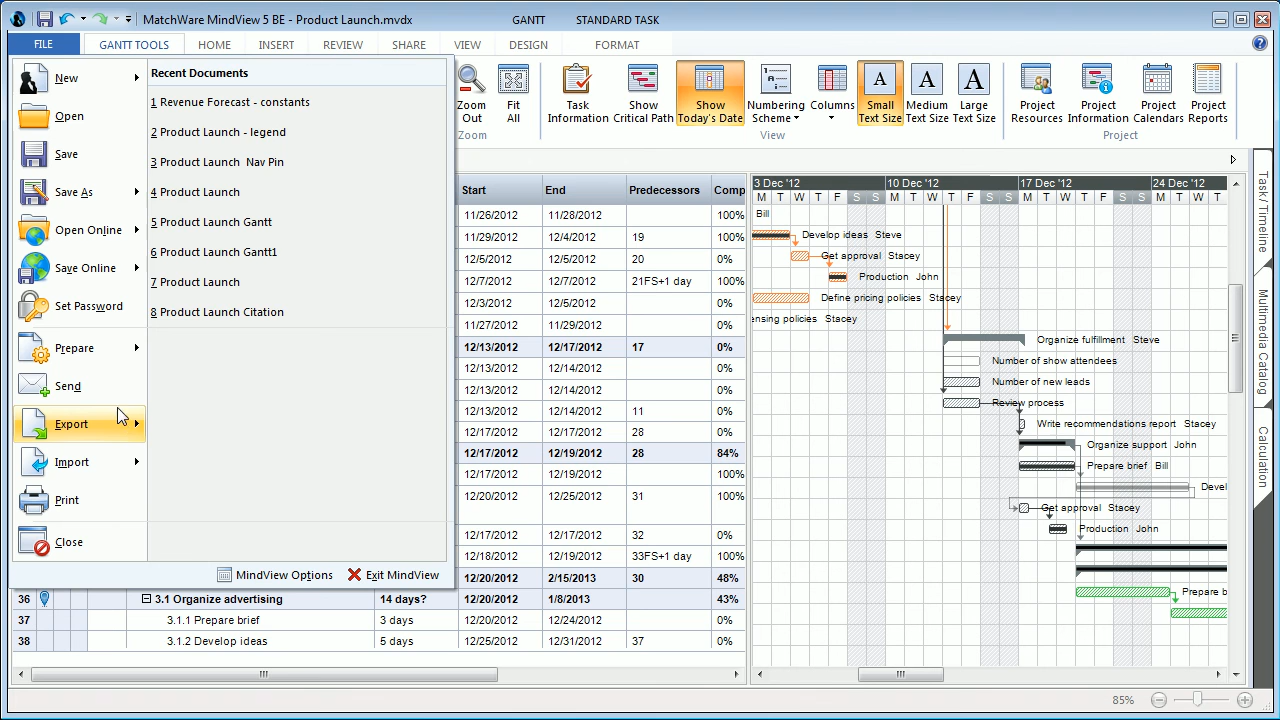 MatchWare MindView 5 BE - Product Launch.mvdx
GANTT
STANDARD TASK
FILE
GANTT TOOLS
HOME
INSERT
REVIEW
SHARE
VIEW
DESIGN
FORMAT
New
Open
Save
Save As
Open Online
Save Online
Set Password
Prepare
Send
Export
Import
Print
Close
Recent Documents
1 Revenue Forecast - constants
2 Product Launch - legend
3 Product Launch  Nav Pin
4 Product Launch
5 Product Launch Gantt
6 Product Launch Gantt1
7 Product Launch
8 Product Launch Citation
MindView Options
Exit MindView
Zoom Out
Fit All
Zoom
Task Information
Show Critical Path
Show Today's Date
Numbering Scheme
Columns
Small Text Size
Medium Text Size
Large Text Size
View
Project Resources
Project Information
Project Calendars
Project Reports
Project
Start End Predecessors Comp
11/26/2012 11/28/2012 100%
11/29/2012 12/4/2012 19 100%
12/5/2012 12/5/2012 20 0%
12/7/2012 12/7/2012 21FS+1 day 100%
12/3/2012 12/5/2012 0%
11/27/2012 11/29/2012 0%
12/13/2012 12/17/2012 17 0%
12/13/2012 12/14/2012 0%
12/13/2012 12/14/2012 0%
12/13/2012 12/14/2012 11 0%
12/17/2012 12/17/2012 28 0%
12/17/2012 12/19/2012 28 84%
12/17/2012 12/19/2012 100%
12/20/2012 12/25/2012 31 100%
12/17/2012 12/17/2012 32 0%
12/18/2012 12/19/2012 33FS+1 day 100%
12/20/2012 2/15/2013 30 48%
36 3.1 Organize advertising 14 days? 12/20/2012 1/8/2013 43%
37 3.1.1 Prepare brief 3 days 12/20/2012 12/24/2012 0%
38 3.1.2 Develop ideas 5 days 12/25/2012 12/31/2012 37 0%
3 Dec '12 10 Dec '12 17 Dec '12 24 Dec '12
M T W T F S S M T W T F S S M T W T F S S M T W T
Bill
Develop ideas Steve
Get approval Stacey
Production John
Define pricing policies Stacey
ensing policies Stacey
Organize fulfillment Steve
Number of show attendees
Number of new leads
Review process
Write recommendations report Stacey
Organize support John
Prepare brief Bill
Devel
Get approval Stacey
Production John
Prepare b
Task / Timeline
Multimedia Catalog
Calculation
85%